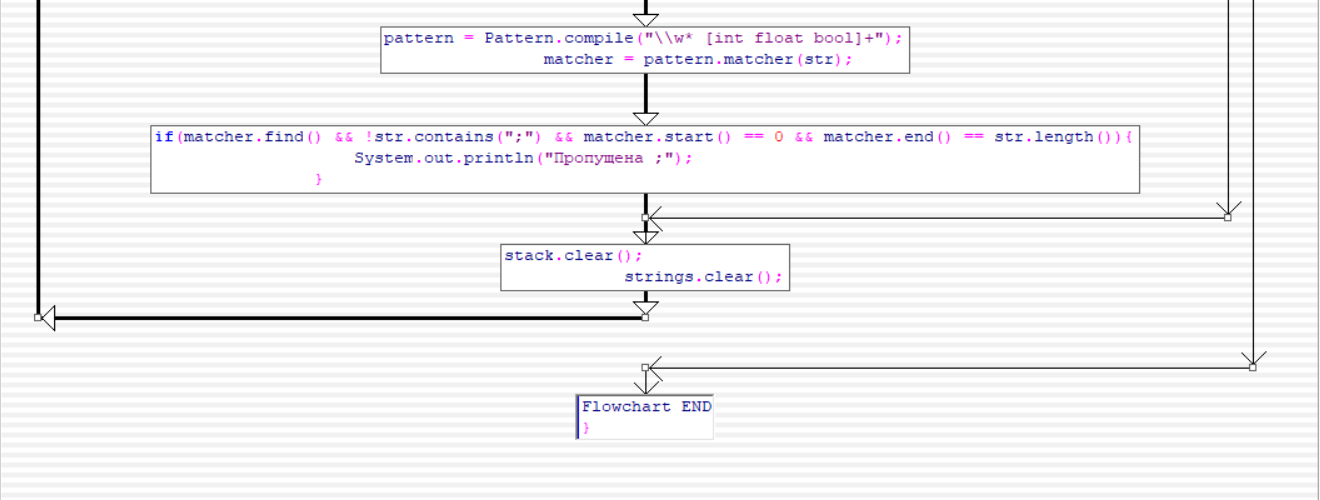 pattern = Pattern.compile("\\w* [int float bool]+");
matcher = pattern.matcher(str);
if(matcher.find() && !str.contains(";") && matcher.start() == 0 && matcher.end() == str.length()){
System.out.println("Пропущена ;");
}
stack.clear();
strings.clear();
Flowchart END
}